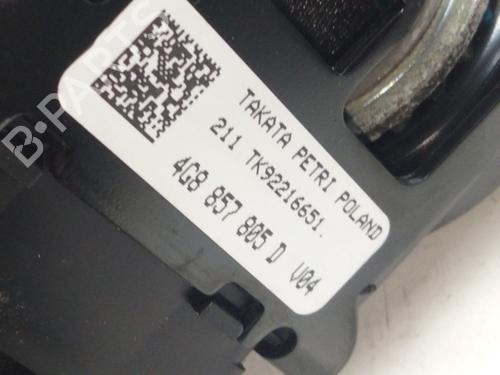 TAKATA PETRI POLAND
211 TK92216651.
4G8 857 805 D V04
B-PARTS